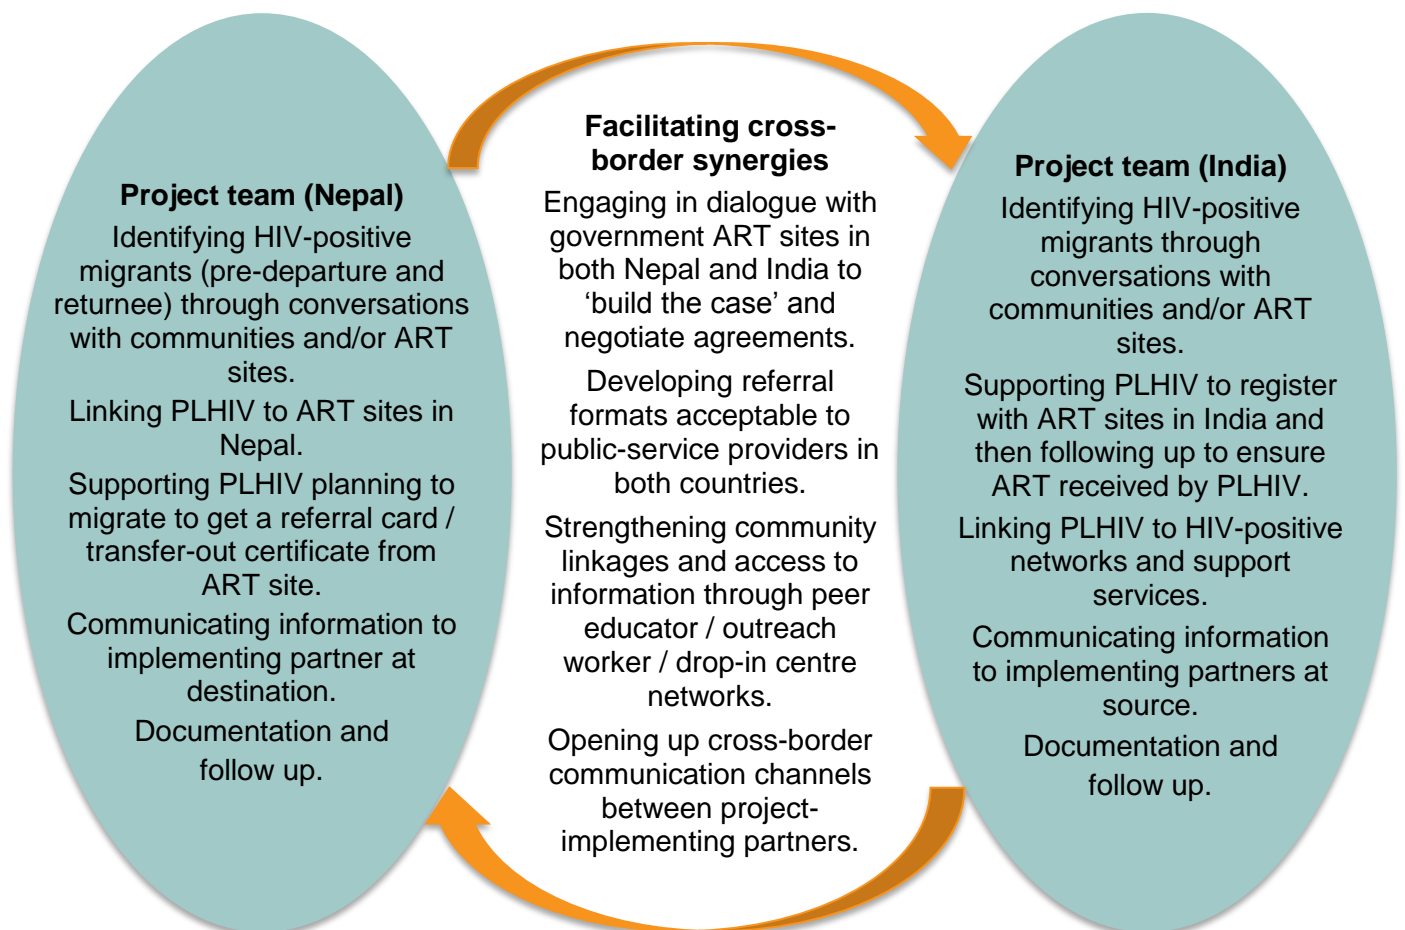 Project team (Nepal)
Identifying HIV-positive
migrants (pre-departure and
returnee) through conversations
with communities and/or ART
sites.
Linking PLHIV to ART sites in
Nepal.
Supporting PLHIV planning to
migrate to get a referral card /
transfer-out certificate from
ART site.
Communicating information to
implementing partner at
destination.
Documentation and
follow up.
Facilitating cross-
border synergies
Engaging in dialogue with
government ART sites in
both Nepal and India to
‘build the case’ and
negotiate agreements.
Developing referral
formats acceptable to
public-service providers in
both countries.
Strengthening community
linkages and access to
information through peer
educator / outreach
worker / drop-in centre
networks.
Opening up cross-border
communication channels
between project-
implementing partners.
Project team (India)
Identifying HIV-positive
migrants through
conversations with
communities and/or ART
sites.
Supporting PLHIV to register
with ART sites in India and
then following up to ensure
ART received by PLHIV.
Linking PLHIV to HIV-positive
networks and support
services.
Communicating information
to implementing partners at
source.
Documentation and
follow up.